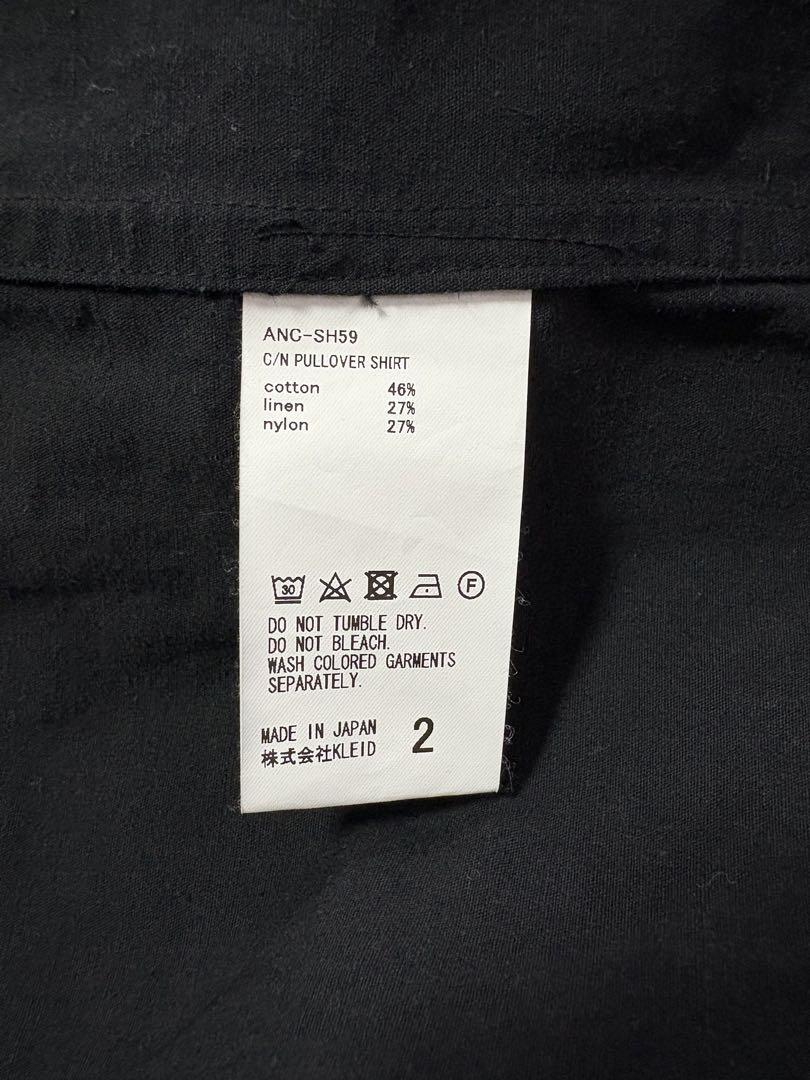 ANC-SH59
C/N PULLOVER SHIRT
cotton 46%
linen 27%
nylon 27%
30 F
DO NOT TUMBLE DRY.
DO NOT BLEACH.
WASH COLORED GARMENTS
SEPARATELY.
MADE IN JAPAN
株式会社KLEID 2